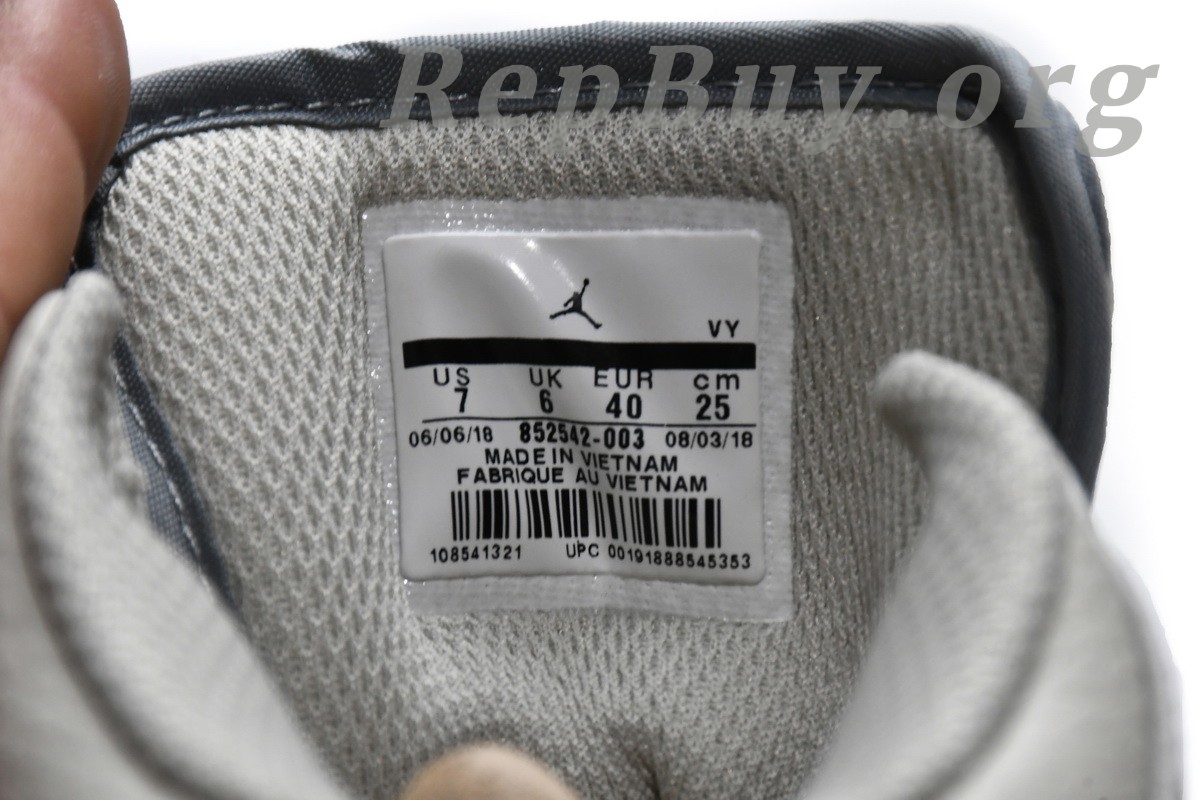 RepBuy.org
VY
US UK EUR cm
7 6 40 25
06/06/18 852542-003 08/03/18
MADE IN VIETNAM
FABRIQUE AU VIETNAM
108541321 UPC 00191888545353